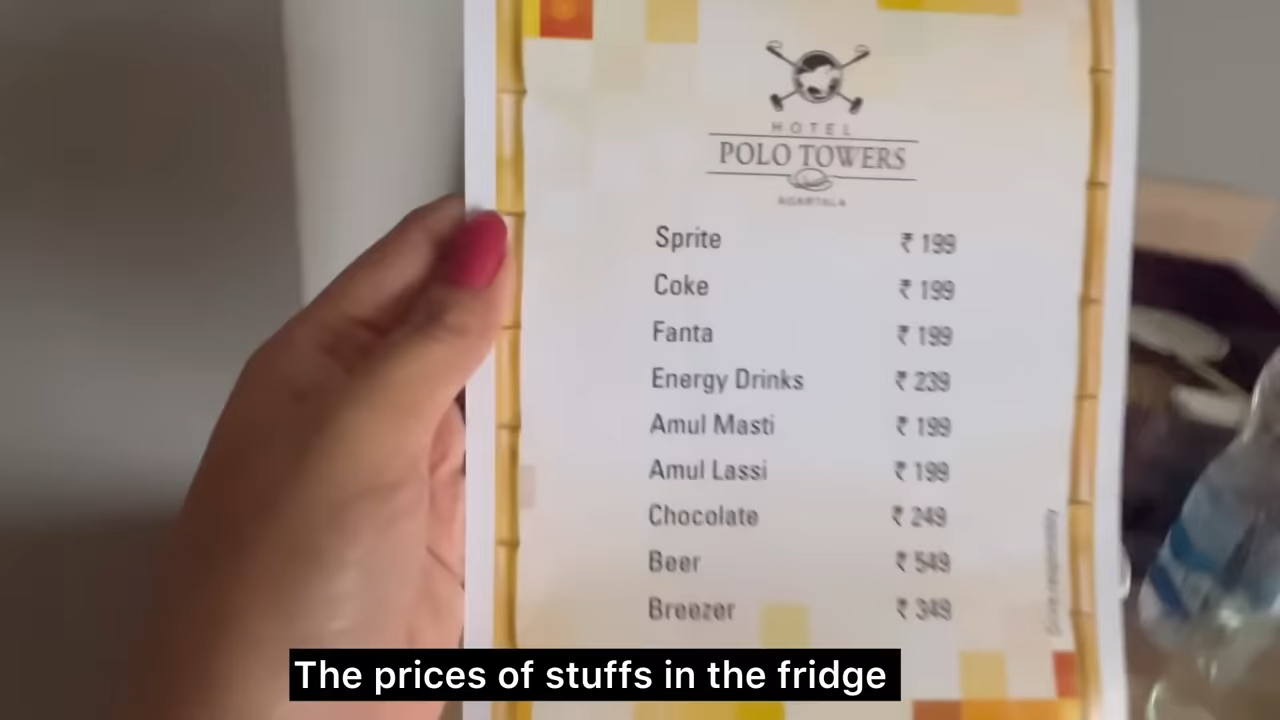 HOTEL
POLO TOWERS
AGARTALA
Sprite ₹ 199
Coke ₹ 199
Fanta ₹ 199
Energy Drinks ₹ 239
Amul Masti ₹ 199
Amul Lassi ₹ 199
Chocolate ₹ 249
Beer ₹ 549
Breezer ₹ 349
The prices of stuffs in the fridge